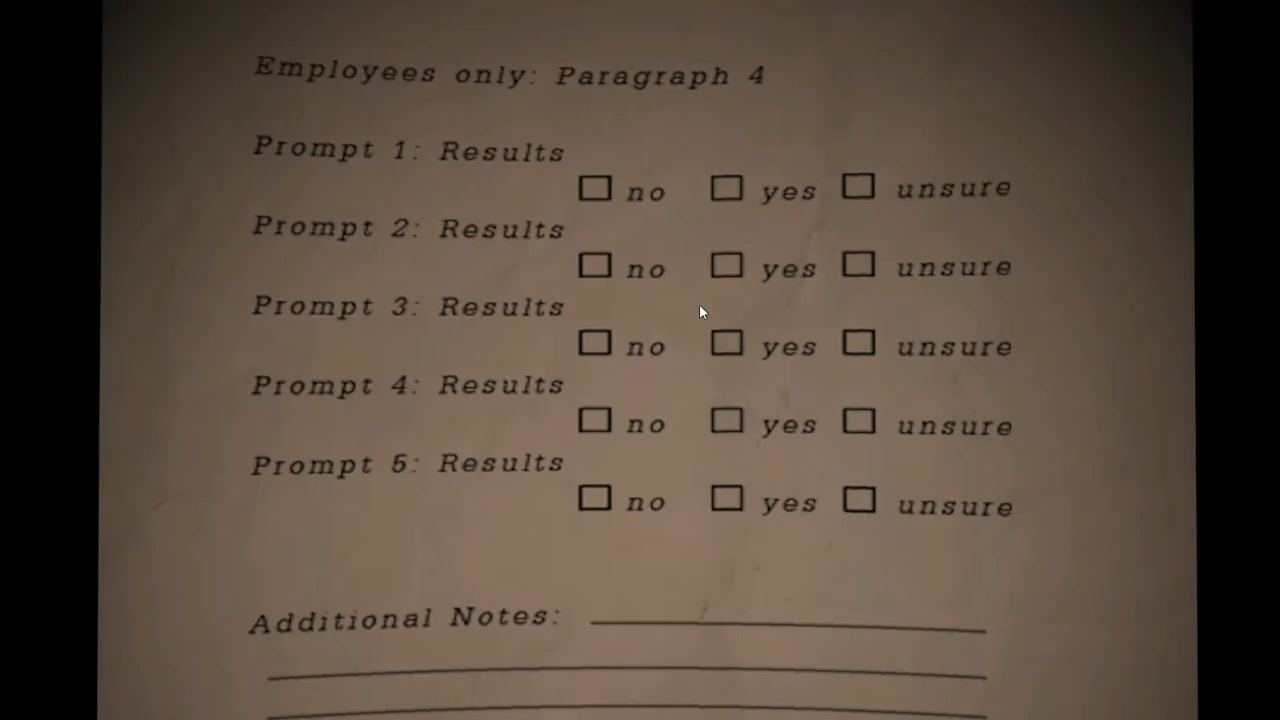 Employees only: Paragraph 4
Prompt 1: Results
no yes unsure
Prompt 2: Results
no yes unsure
Prompt 3: Results
no yes unsure
Prompt 4: Results
no yes unsure
Prompt 5: Results
no yes unsure
Additional Notes: